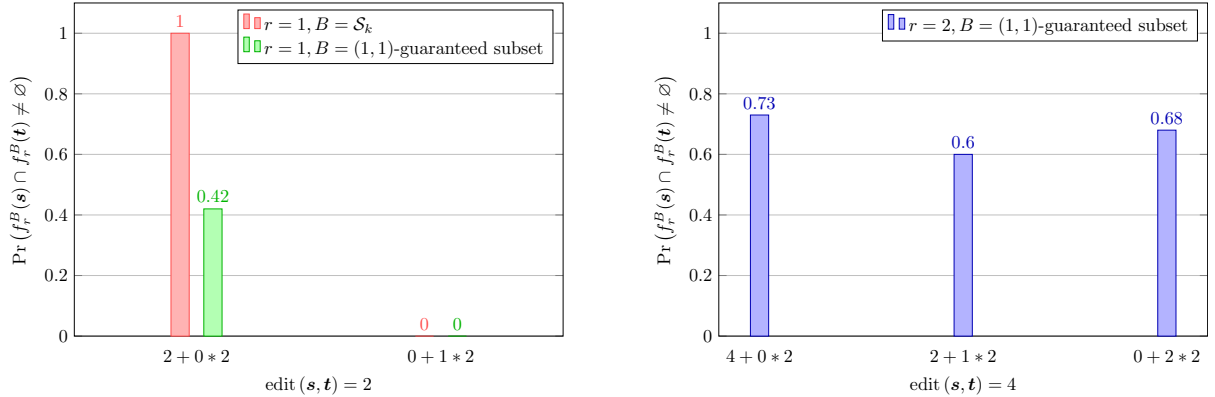 r = 1, B = 𝒮ₖ
r = 1, B = (1, 1)-guaranteed subset
Pr (f_r^B(s) ∩ f_r^B(t) ≠ ∅)
1
0.8
0.6
0.4
0.2
0
1
0.42
0
0
2 + 0 ∗ 2
0 + 1 ∗ 2
edit (s, t) = 2
r = 2, B = (1, 1)-guaranteed subset
Pr (f_r^B(s) ∩ f_r^B(t) ≠ ∅)
1
0.8
0.6
0.4
0.2
0
0.73
0.6
0.68
4 + 0 ∗ 2
2 + 1 ∗ 2
0 + 2 ∗ 2
edit (s, t) = 4